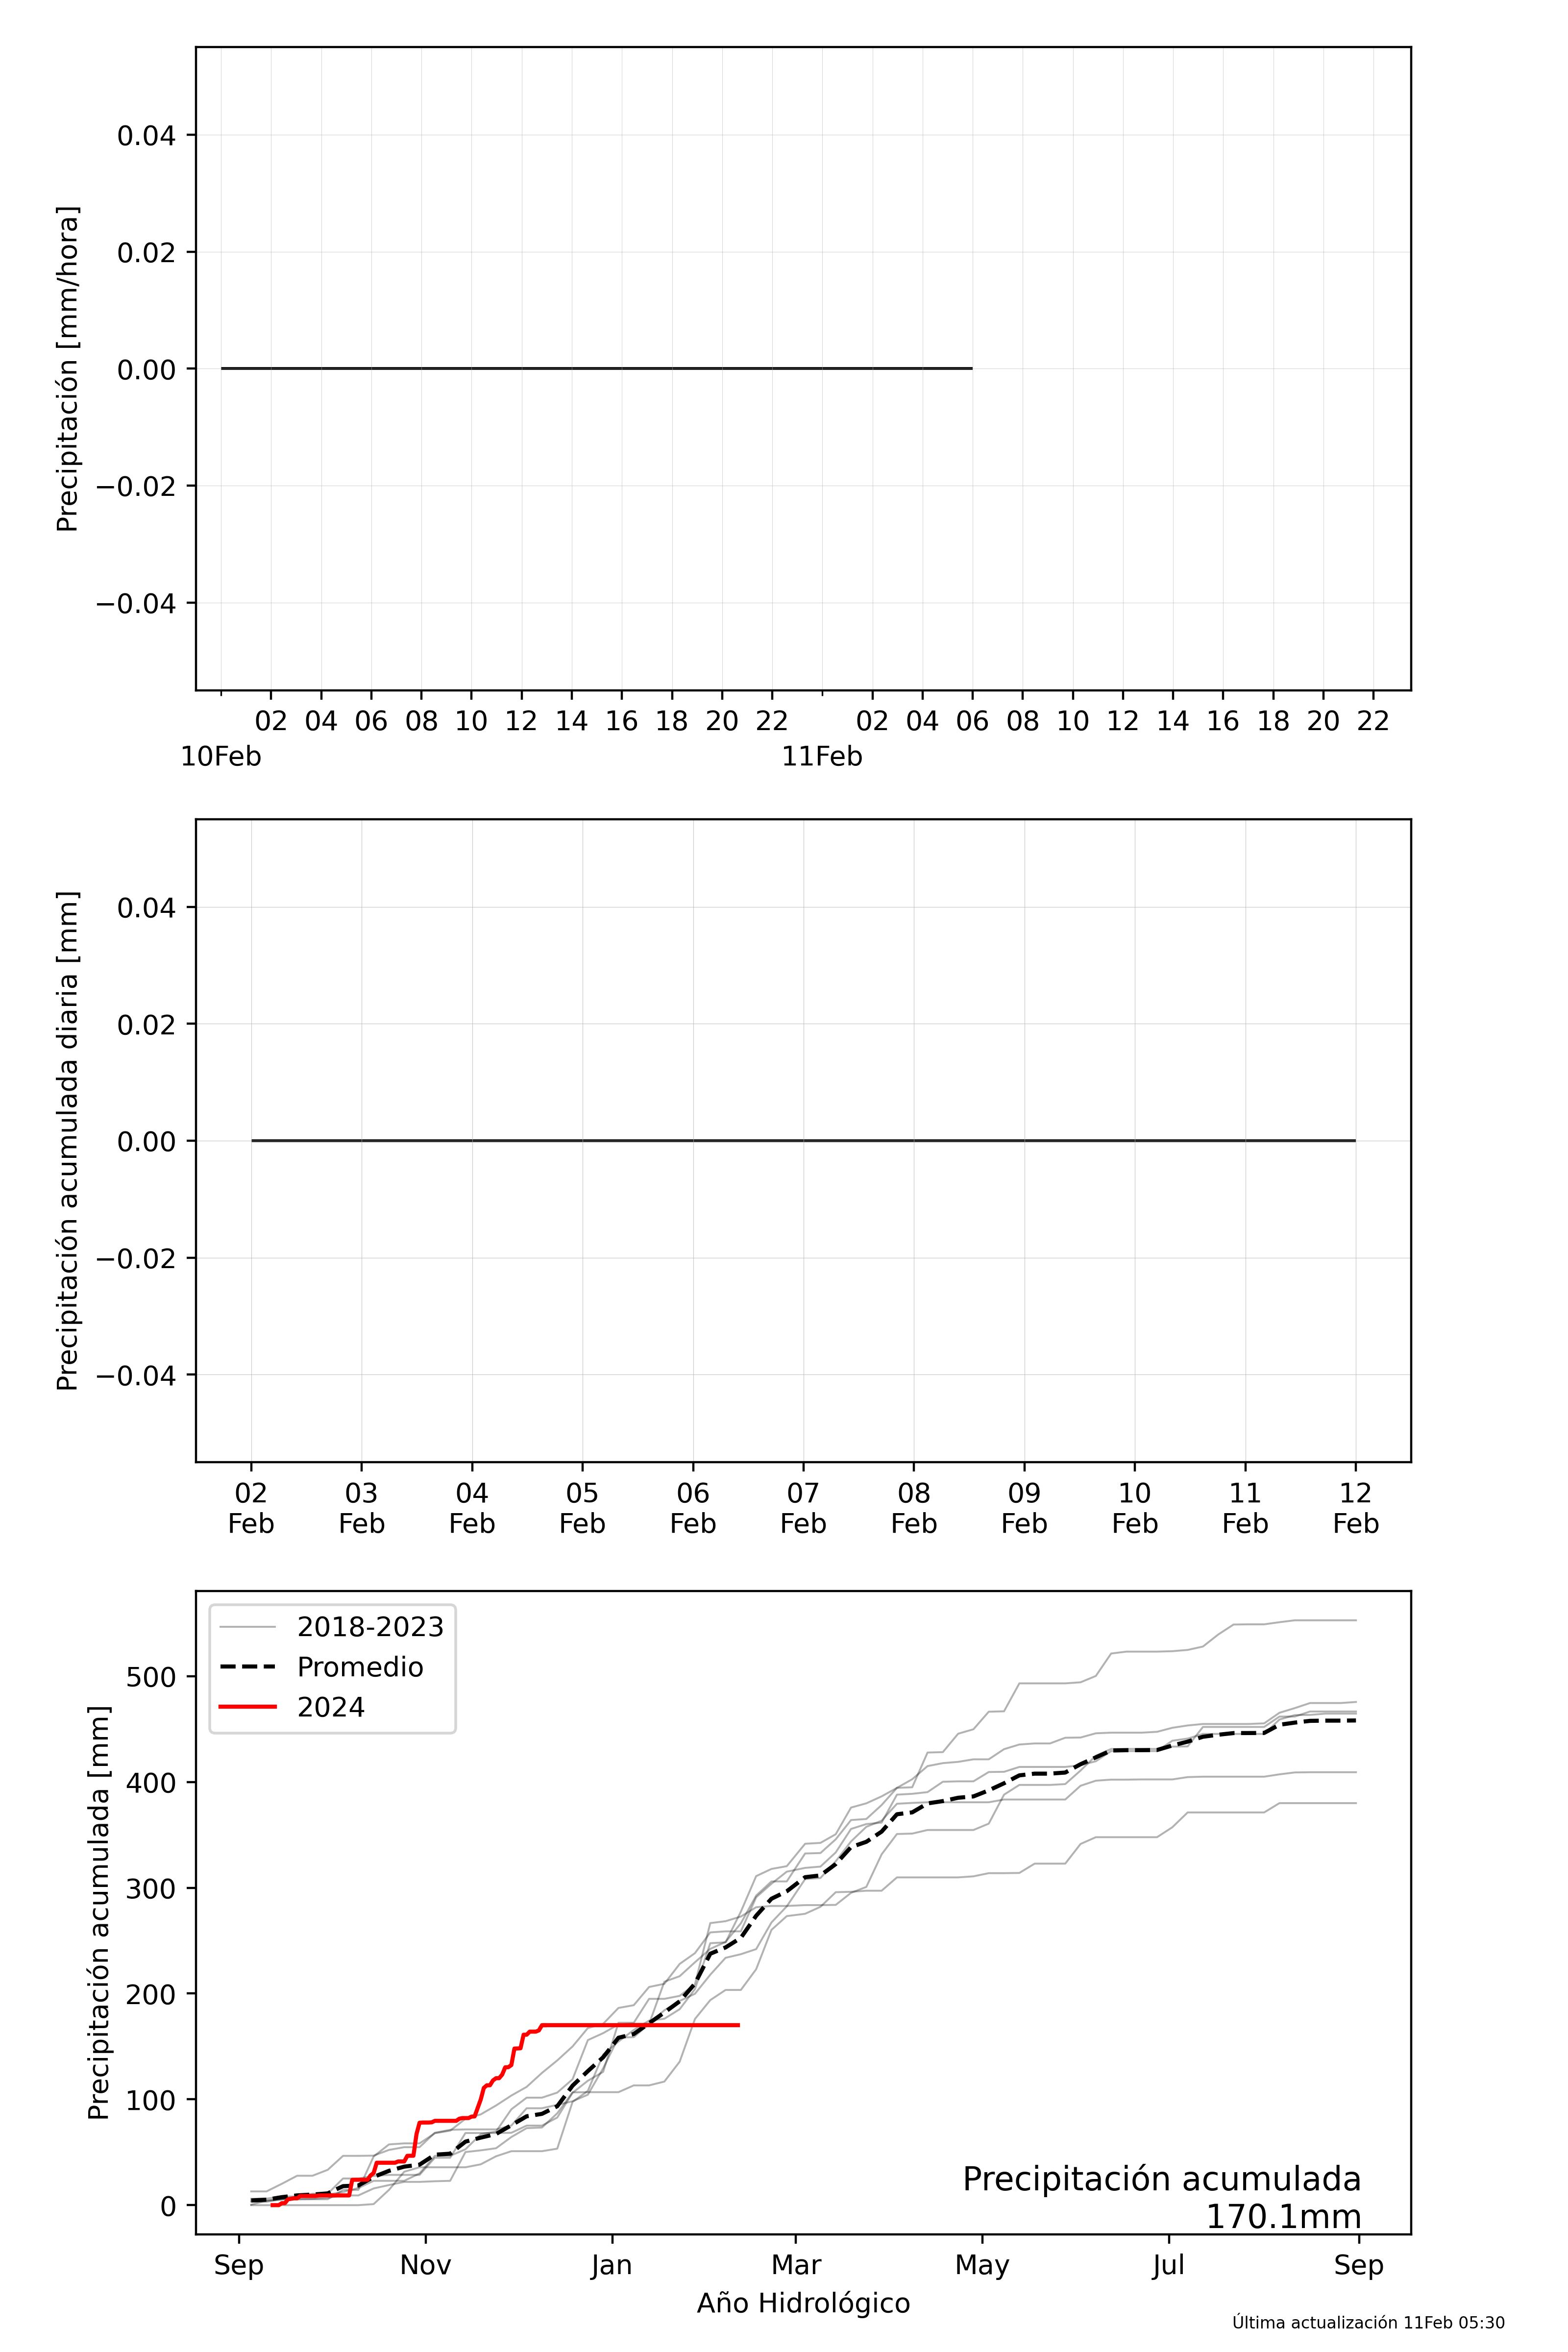 Precipitación [mm/hora]
0.04
0.02
0.00
−0.02
−0.04
02 04 06 08 10 12 14 16 18 20 22 02 04 06 08 10 12 14 16 18 20 22
10Feb 11Feb
Precipitación acumulada diaria [mm]
0.04
0.02
0.00
−0.02
−0.04
02 03 04 05 06 07 08 09 10 11 12
Feb Feb Feb Feb Feb Feb Feb Feb Feb Feb Feb
Precipitación acumulada [mm]
500
400
300
200
100
0
2018-2023
Promedio
2024
Precipitación acumulada
170.1mm
Sep Nov Jan Mar May Jul Sep
Año Hidrológico
Última actualización 11Feb 05:30